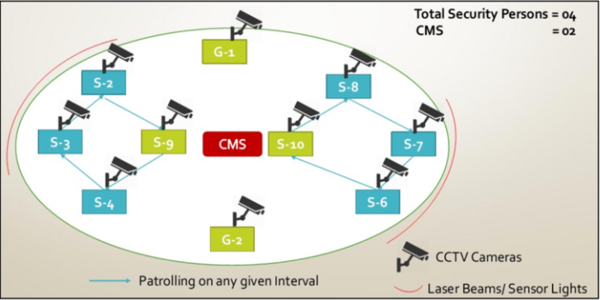 Total Security Persons = 04
CMS = 02
G-1
S-2
S-8
S-3
S-9
CMS
S-10
S-7
S-4
S-6
G-2
CCTV Cameras
Patrolling on any given Interval
Laser Beams/ Sensor Lights